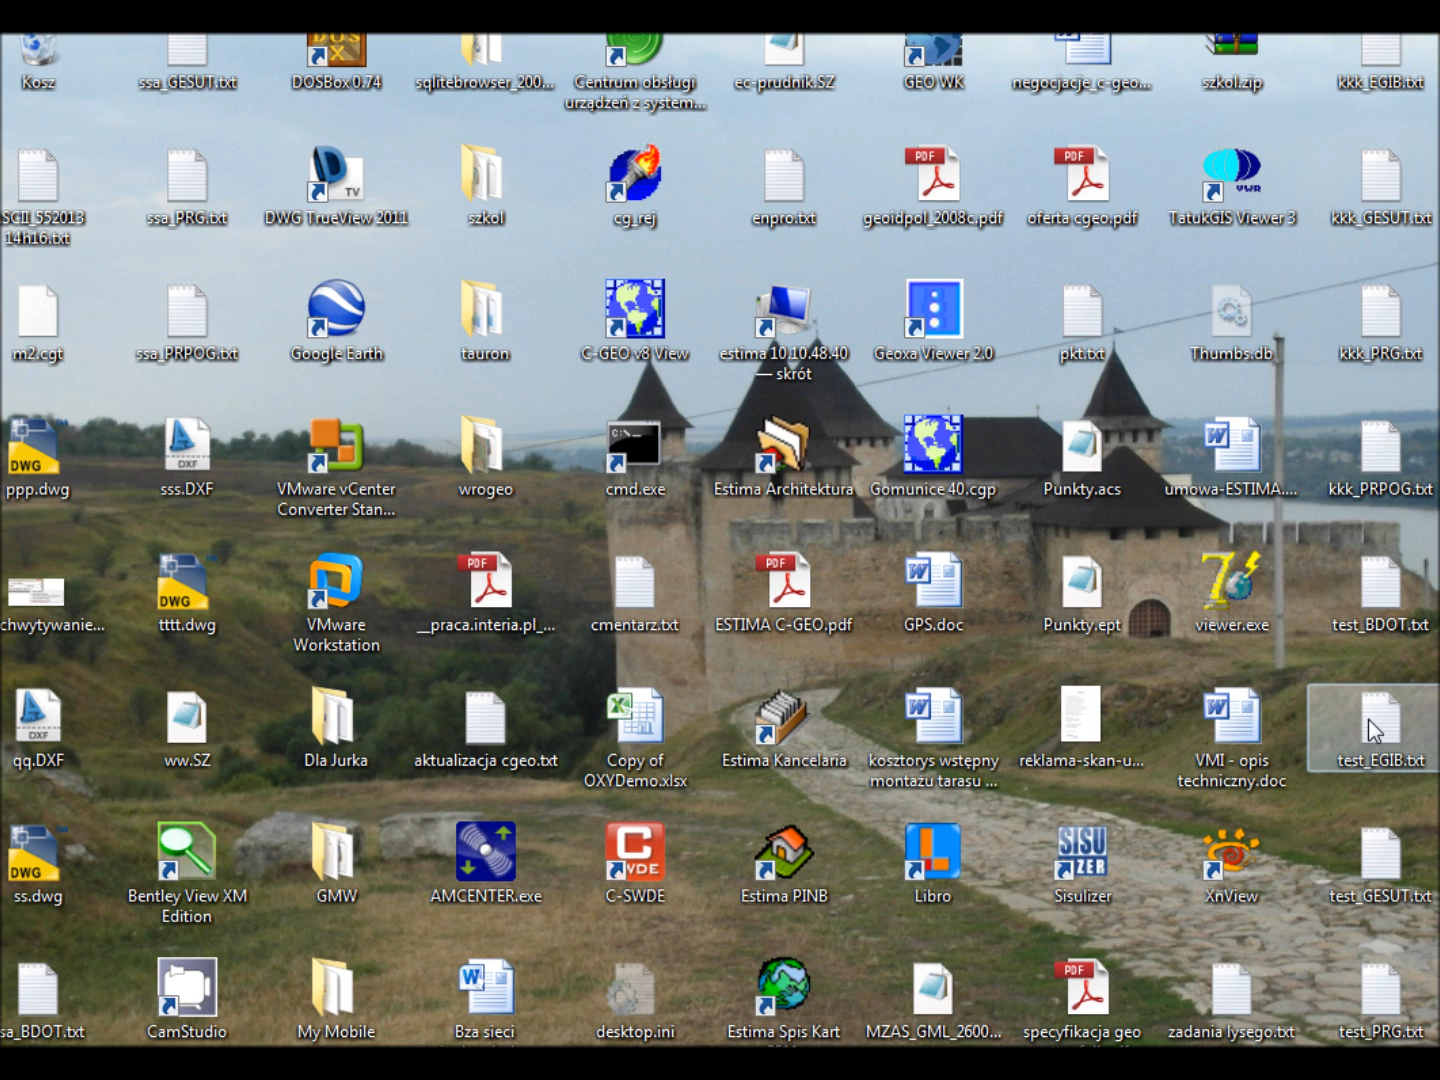 Kosz
ssa_GESUT.txt
DOSBox 0.74
sqlitebrowser_200...
Centrum obsługi
urządzeń z system...
ec-prudnik.SZ
GEO WK
negocjacje_c-geo...
szkol.zip
kkk_EGIB.txt
SCII_552013
14h16.txt
ssa_PRG.txt
DWG TrueView 2011
szkol
cg_rej
enpro.txt
geoidpol_2008c.pdf
oferta cgeo.pdf
TatukGIS Viewer 3
kkk_GESUT.txt
m2.cgt
ssa_PRPOG.txt
Google Earth
tauron
C-GEO v8 View
estima 10.10.48.40
— skrót
Geoxa Viewer 2.0
pkt.txt
Thumbs.db
kkk_PRG.txt
ppp.dwg
sss.DXF
VMware vCenter
Converter Stan...
wrogeo
cmd.exe
Estima Architektura
Gomunice 40.cgp
Punkty.acs
umowa-ESTIMA....
kkk_PRPOG.txt
chwytywanie...
tttt.dwg
VMware
Workstation
__praca.interia.pl_...
cmentarz.txt
ESTIMA C-GEO.pdf
GPS.doc
Punkty.ept
viewer.exe
test_BDOT.txt
qq.DXF
ww.SZ
Dla Jurka
aktualizacja cgeo.txt
Copy of
OXYDemo.xlsx
Estima Kancelaria
kosztorys wstępny
montażu tarasu ...
reklama-skan-u...
VMI - opis
techniczny.doc
test_EGIB.txt
ss.dwg
Bentley View XM
Edition
GMW
AMCENTER.exe
C-SWDE
Estima PINB
Libro
Sisulizer
XnView
test_GESUT.txt
sa_BDOT.txt
CamStudio
My Mobile
Bza sieci
desktop.ini
Estima Spis Kart
MZAS_GML_2600...
specyfikacja geo
zadania lysego.txt
test_PRG.txt